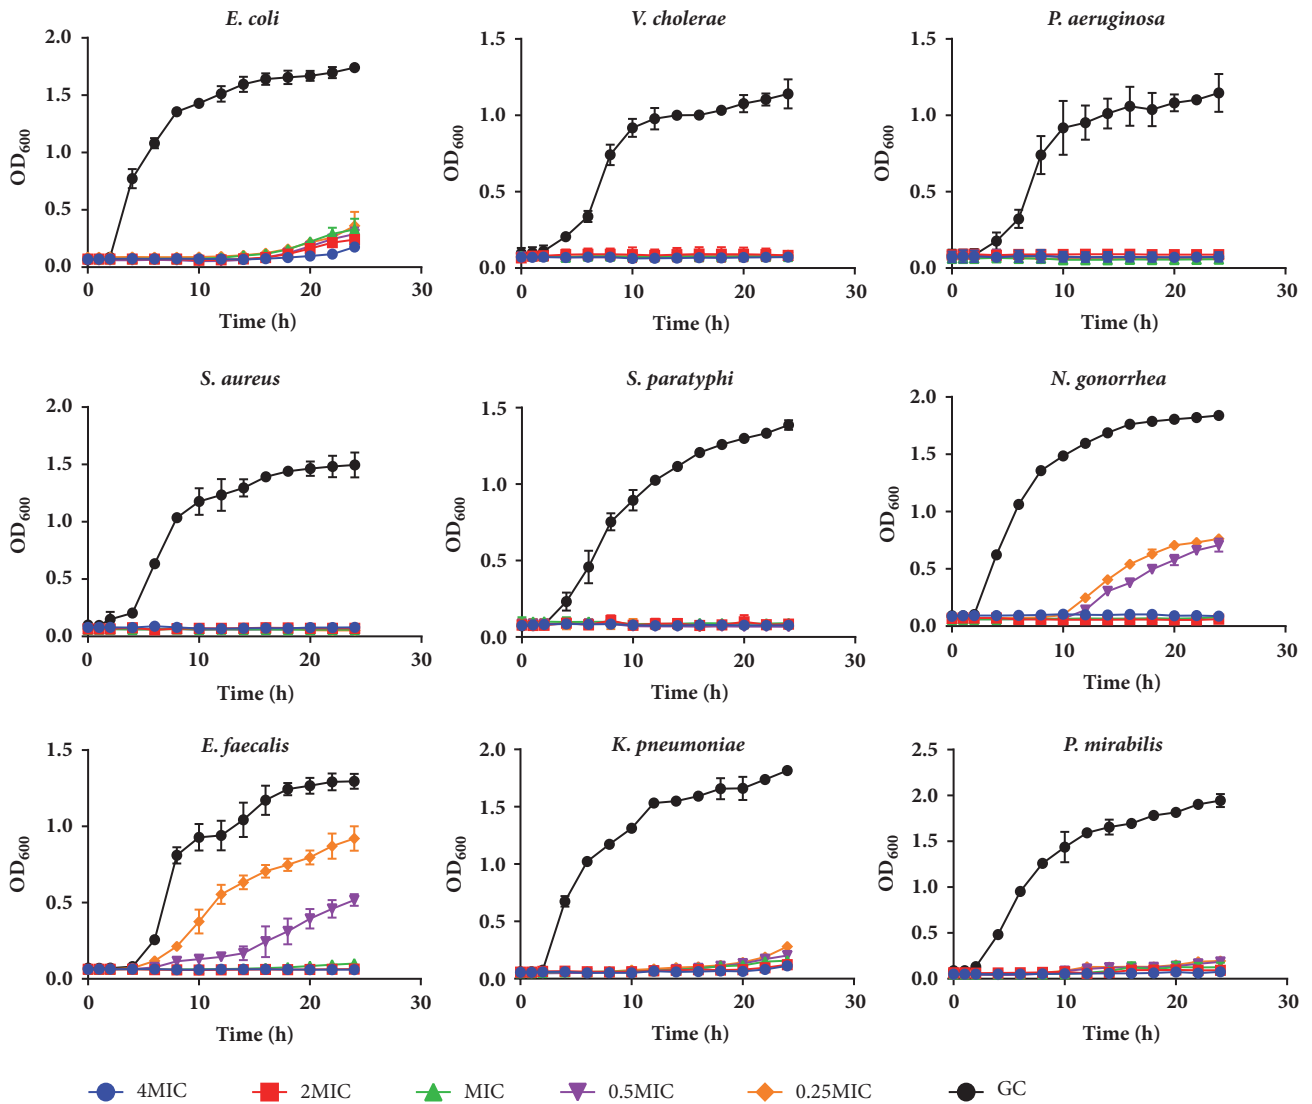 E. coli
2.0
1.5
1.0
0.5
0.0
OD600
0 10 20 30
Time (h)
V. cholerae
1.5
1.0
0.5
0.0
OD600
0 10 20 30
Time (h)
P. aeruginosa
1.5
1.0
0.5
0.0
OD600
0 10 20 30
Time (h)
S. aureus
2.0
1.5
1.0
0.5
0.0
OD600
0 10 20 30
Time (h)
S. paratyphi
1.5
1.0
0.5
0.0
OD600
0 10 20 30
Time (h)
N. gonorrhea
2.0
1.5
1.0
0.5
0.0
OD600
0 10 20 30
Time (h)
E. faecalis
1.5
1.0
0.5
0.0
OD600
0 10 20 30
Time (h)
K. pneumoniae
2.0
1.5
1.0
0.5
0.0
OD600
0 10 20 30
Time (h)
P. mirabilis
2.5
2.0
1.5
1.0
0.5
0.0
OD600
0 10 20 30
Time (h)
4MIC 2MIC MIC 0.5MIC 0.25MIC GC